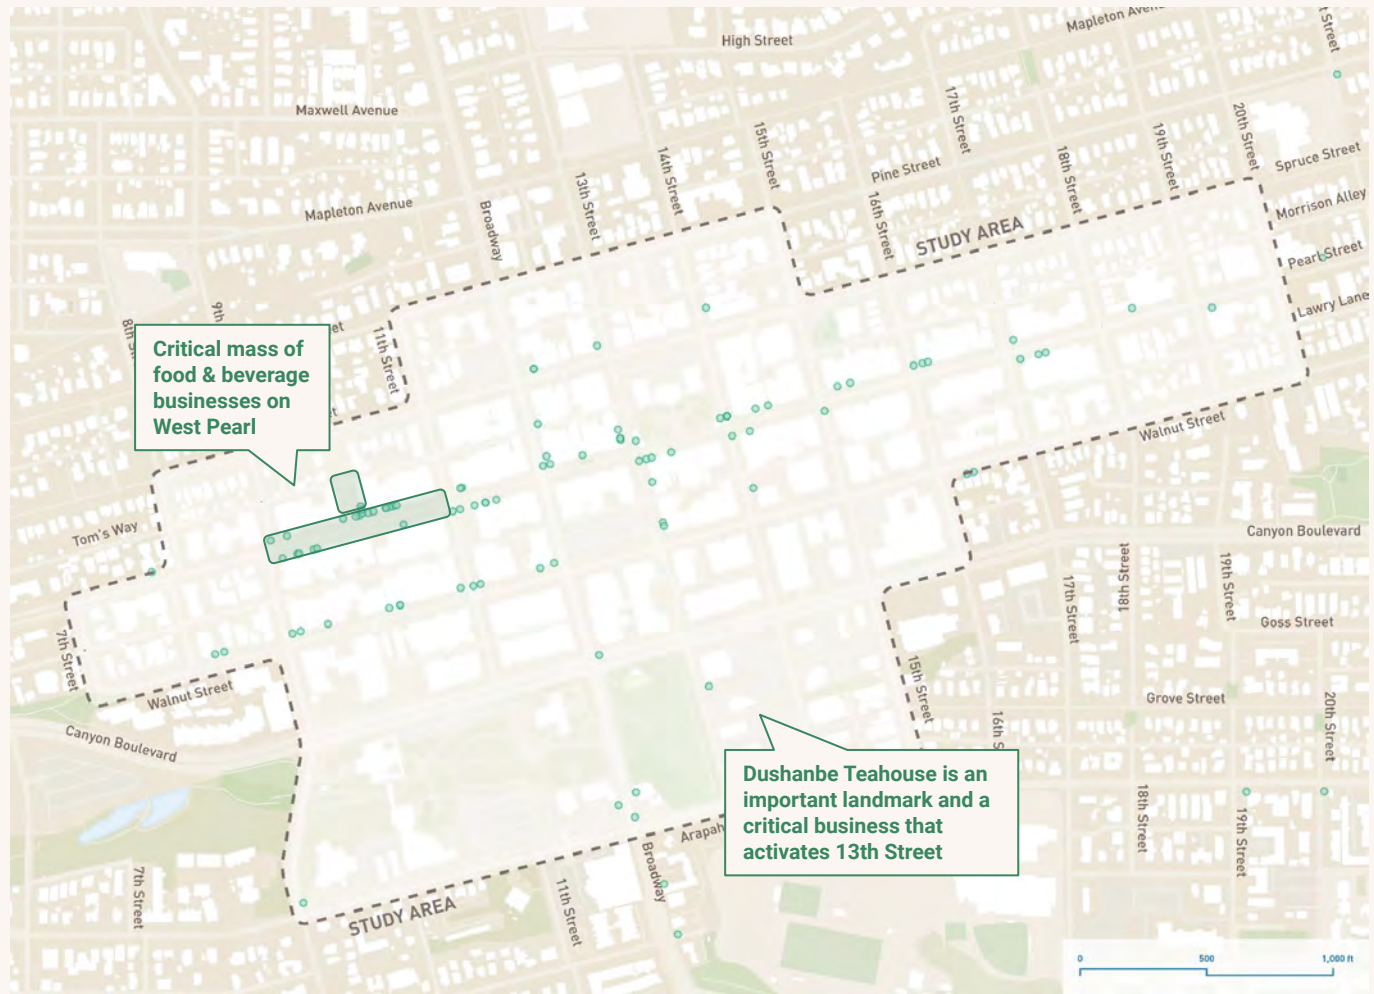 Mapleton Avenue
High Street
Maxwell Avenue
17th Street
20th Street
15th Street
19th Street
Spruce Street
14th Street
18th Street
Pine Street
13th Street
Morrison Alley
Mapleton Avenue
Broadway
16th Street
STUDY AREA
Pearl Street
Lawry Lane
9th
8th
11th Street
Critical mass of
food & beverage
businesses on
West Pearl
Walnut Street
Tom's Way
Canyon Boulevard
18th Street
19th Street
17th Street
Goss Street
7th Street
15th Street
Walnut Street
Grove Street
20th Street
16th S
Canyon Boulevard
Dushanbe Teahouse is an
important landmark and a
critical business that
activates 13th Street
18th Street
19th Street
Arapah
Broadway
7th Street
11th Street
STUDY AREA
0 500 1,000 ft